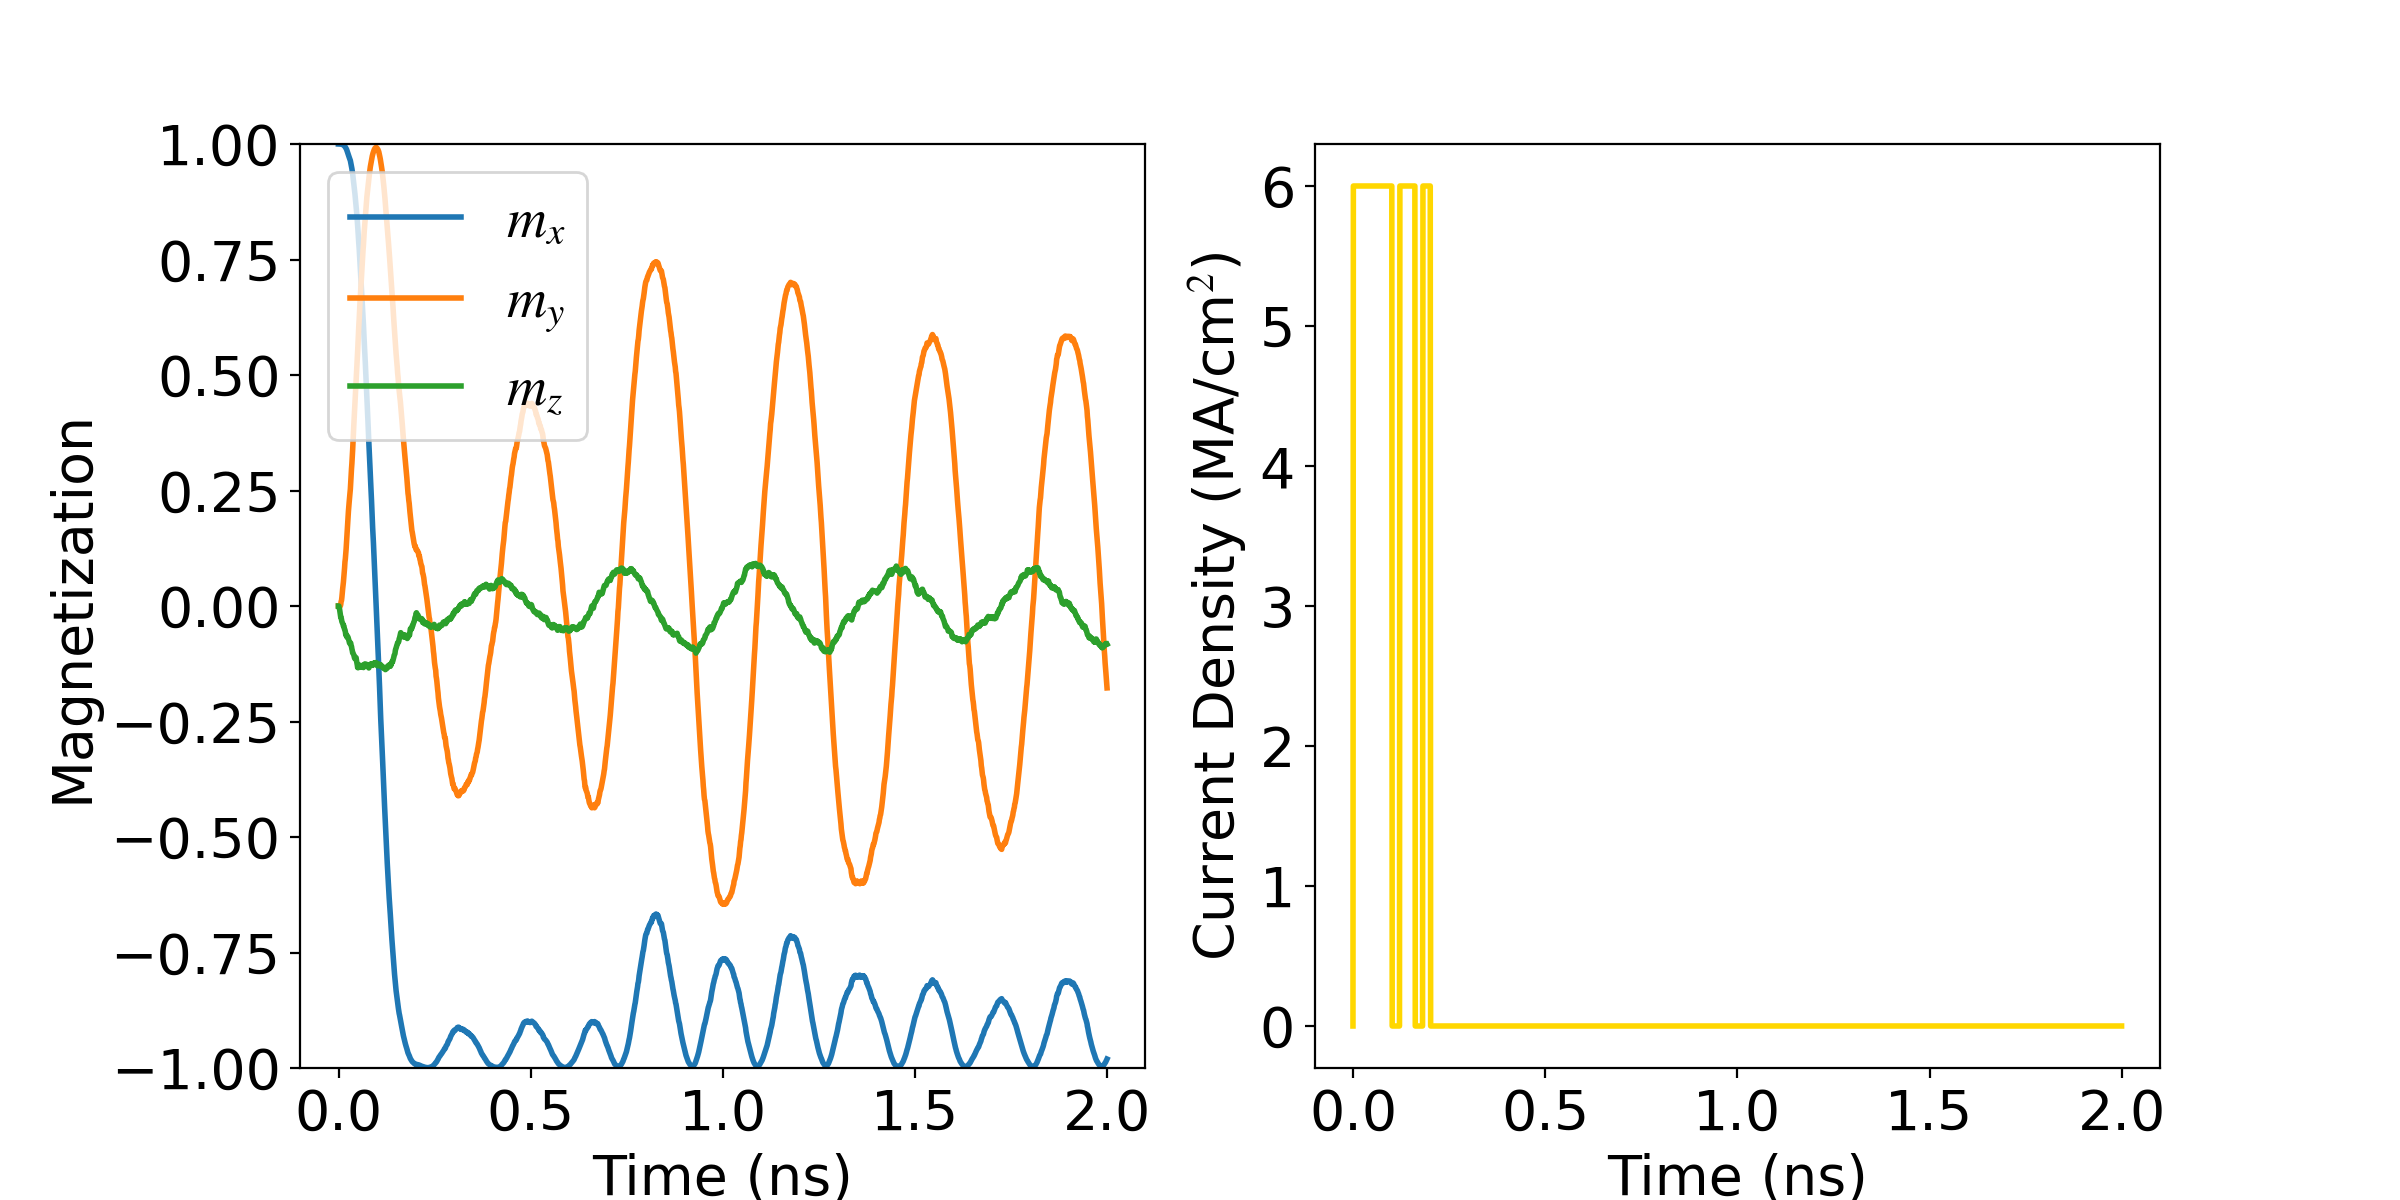 Magnetization
1.00
0.75
0.50
0.25
0.00
−0.25
−0.50
−0.75
−1.00
m_x
m_y
m_z
0.0 0.5 1.0 1.5 2.0
Time (ns)
Current Density (MA/cm²)
6
5
4
3
2
1
0
0.0 0.5 1.0 1.5 2.0
Time (ns)